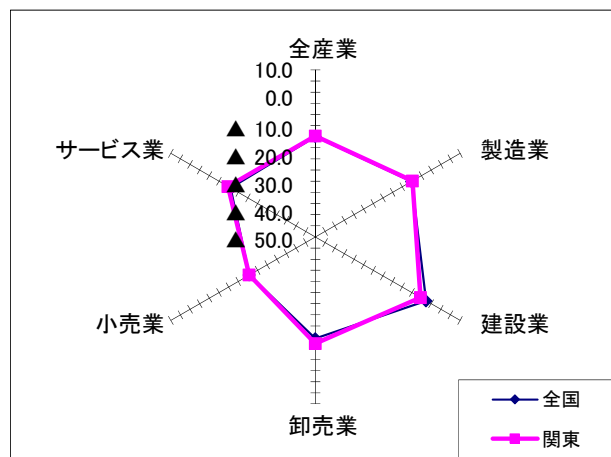 全産業
10.0
0.0
▲ 10.0
▲ 20.0
▲ 30.0
▲ 40.0
▲ 50.0
製造業
建設業
卸売業
小売業
サービス業
全国
関東